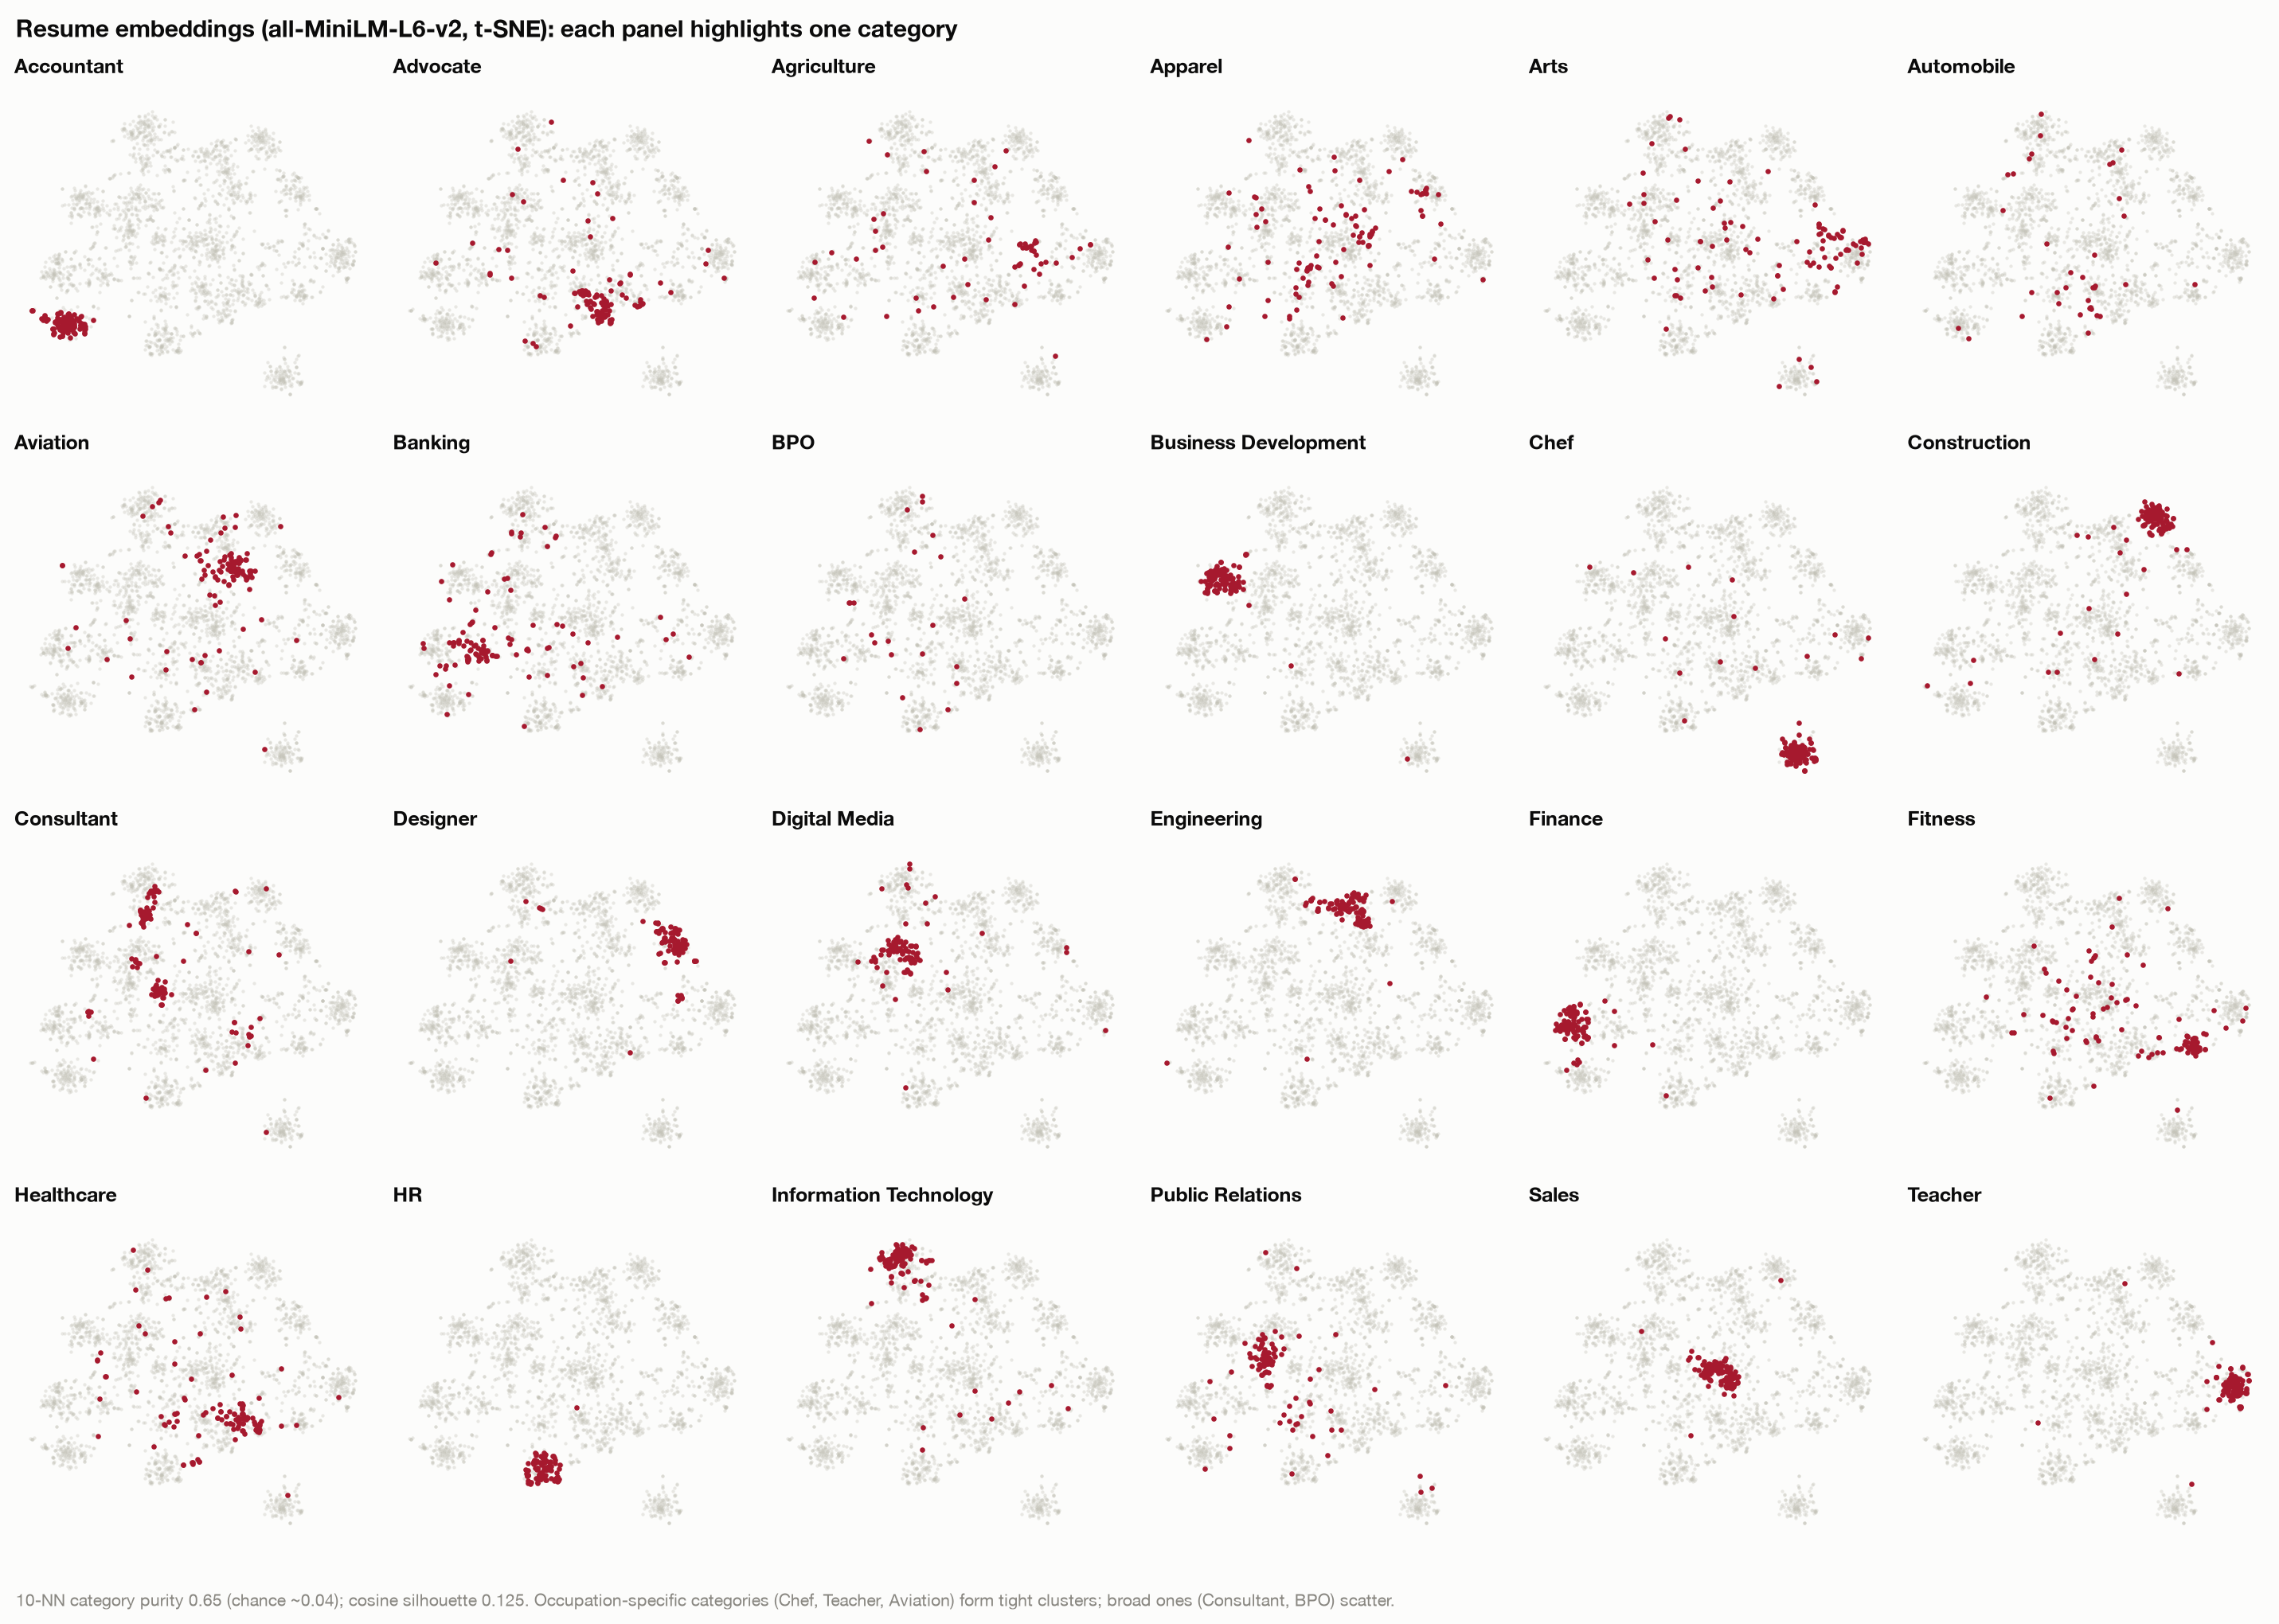 Resume embeddings (all-MiniLM-L6-v2, t-SNE): each panel highlights one category
Accountant
Advocate
Agriculture
Apparel
Arts
Automobile
Aviation
Banking
BPO
Business Development
Chef
Construction
Consultant
Designer
Digital Media
Engineering
Finance
Fitness
Healthcare
HR
Information Technology
Public Relations
Sales
Teacher
10-NN category purity 0.65 (chance ~0.04); cosine silhouette 0.125. Occupation-specific categories (Chef, Teacher, Aviation) form tight clusters; broad ones (Consultant, BPO) scatter.